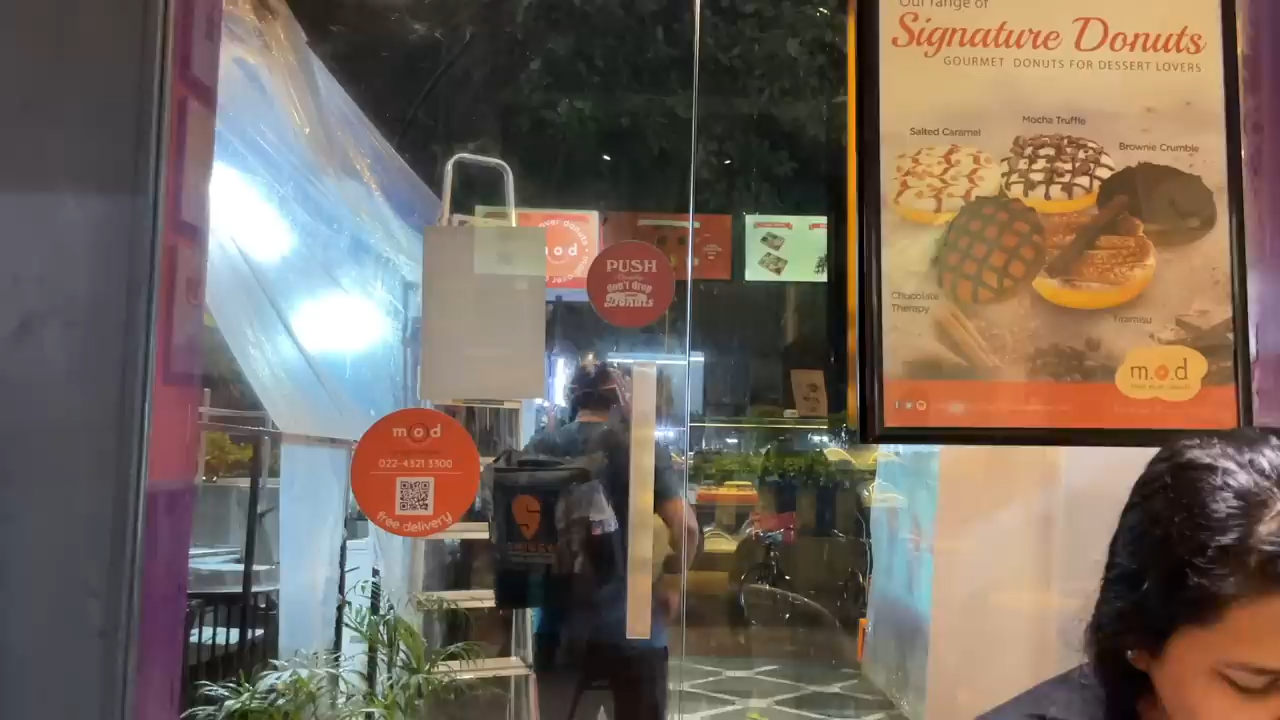 Our range of
Signature Donuts
GOURMET DONUTS FOR DESSERT LOVERS
Mocha Truffle
Salted Caramel
Brownie Crumble
Chocolate
Therapy
Tiramisu
m.o.d
PUSH
don't drop
Donuts
mod
022-4321 3300
free delivery